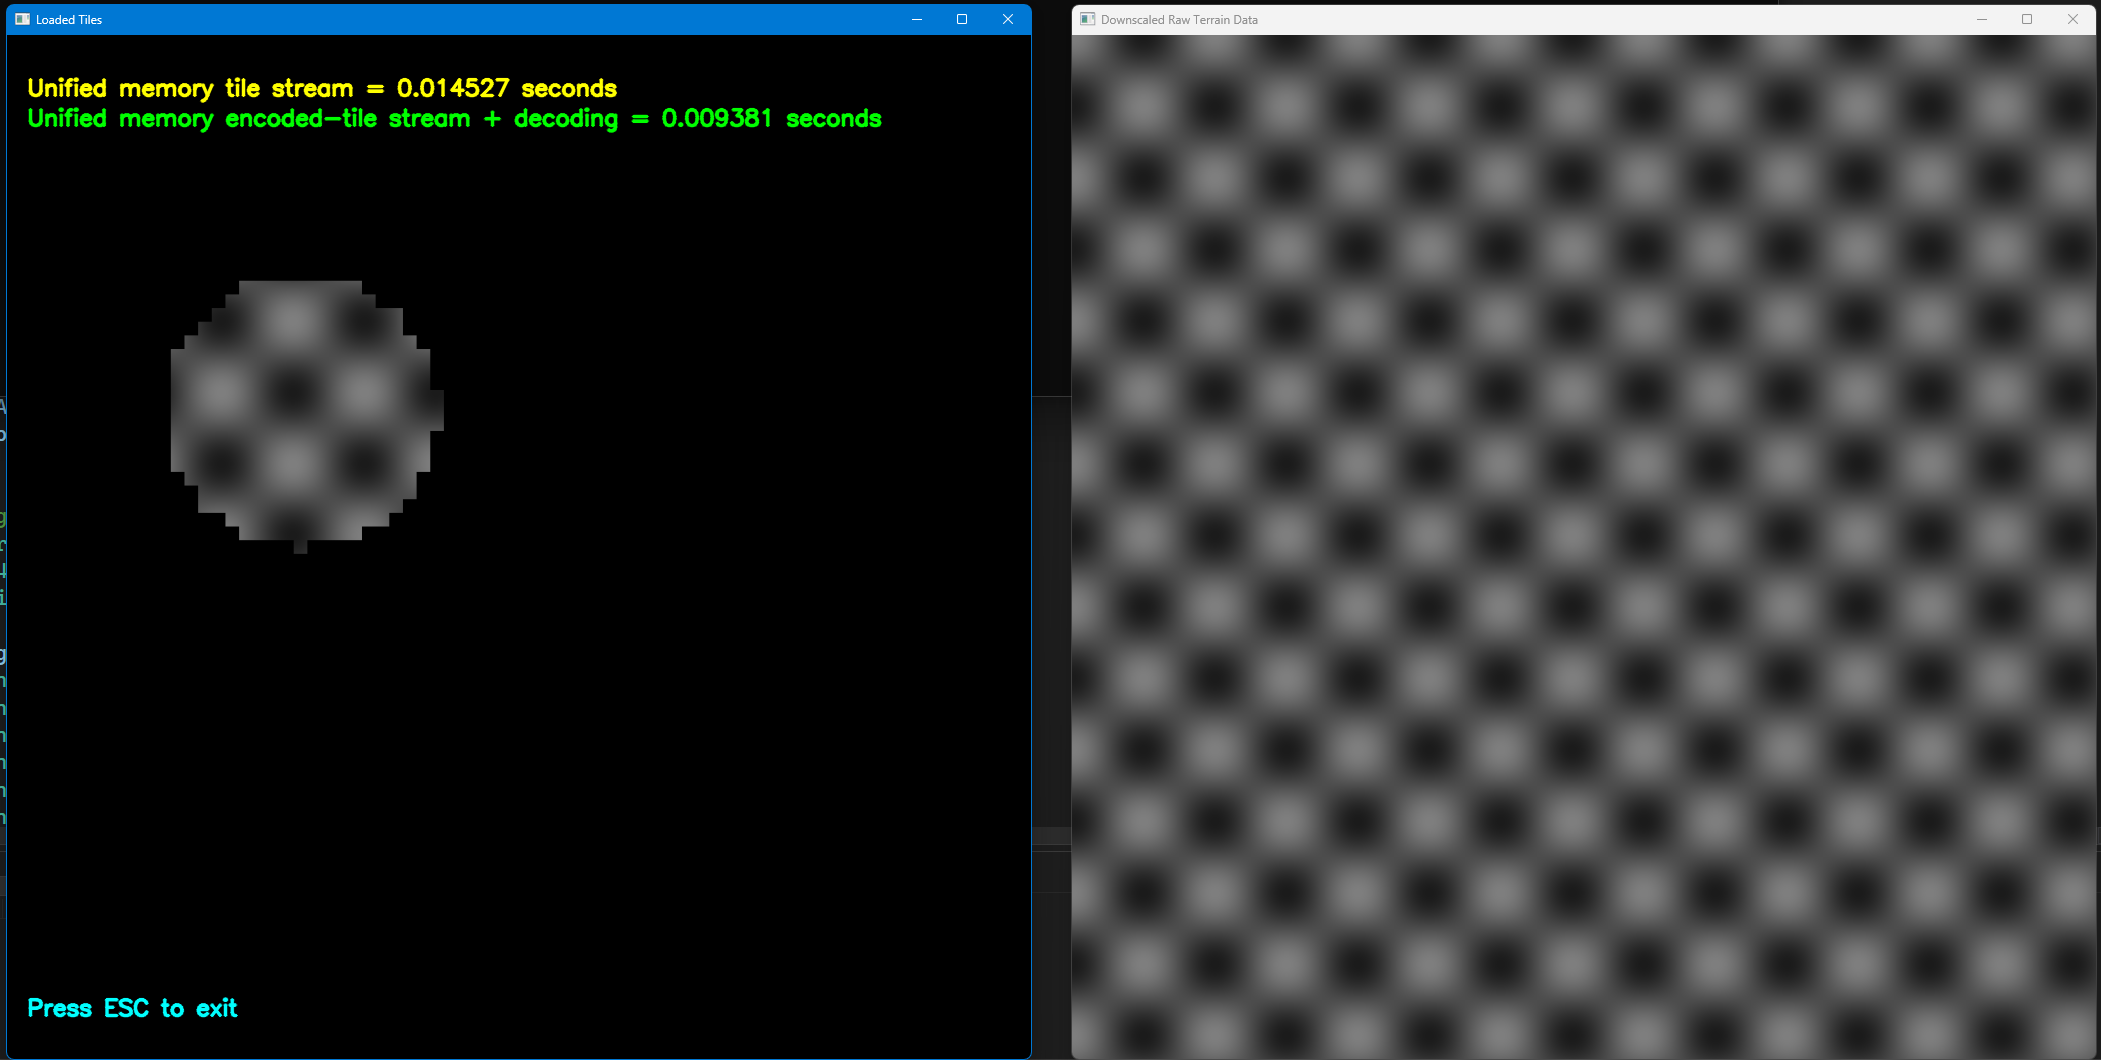 Loaded Tiles
Unified memory tile stream = 0.014527 seconds
Unified memory encoded-tile stream + decoding = 0.009381 seconds
Press ESC to exit
Downscaled Raw Terrain Data